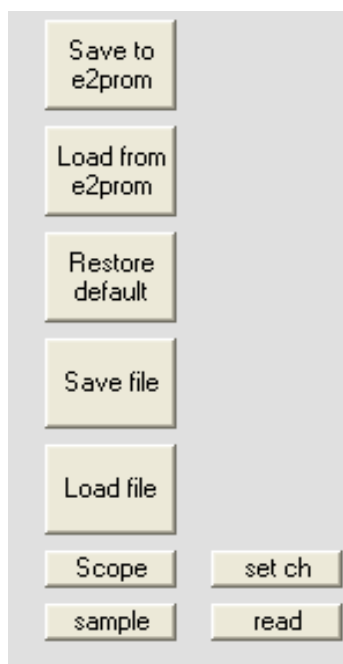 Save to
e2prom
Load from
e2prom
Restore
default
Save file
Load file
Scope
set ch
sample
read